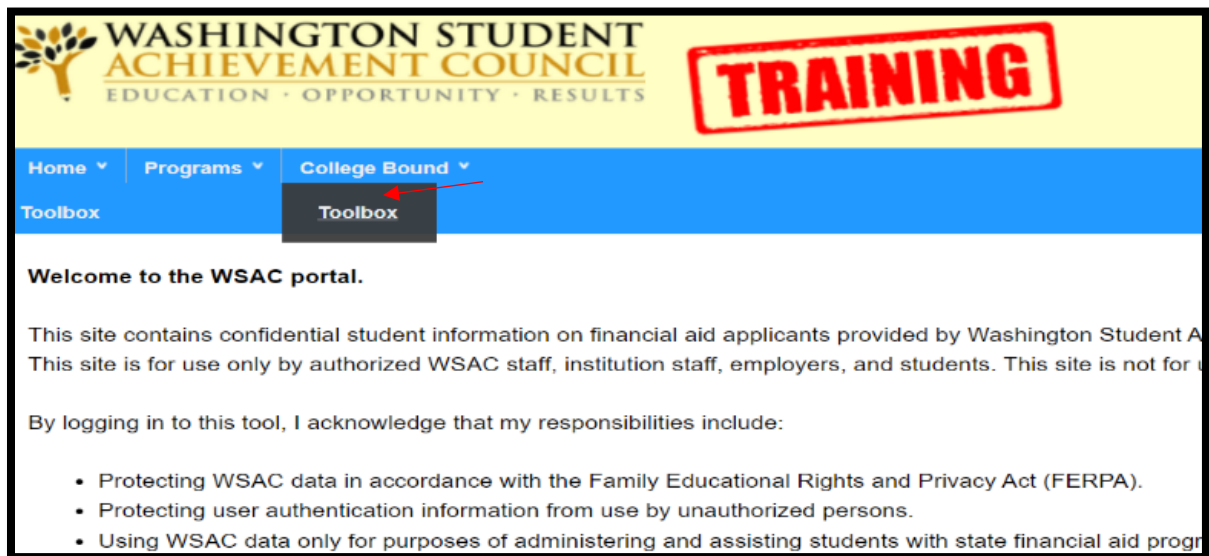 WASHINGTON STUDENT
ACHIEVEMENT COUNCIL
EDUCATION · OPPORTUNITY · RESULTS
TRAINING
Home Programs College Bound
Toolbox Toolbox
Welcome to the WSAC portal.
This site contains confidential student information on financial aid applicants provided by Washington Student A
This site is for use only by authorized WSAC staff, institution staff, employers, and students. This site is not for
By logging in to this tool, I acknowledge that my responsibilities include:
• Protecting WSAC data in accordance with the Family Educational Rights and Privacy Act (FERPA).
• Protecting user authentication information from use by unauthorized persons.
• Using WSAC data only for purposes of administering and assisting students with state financial aid progr